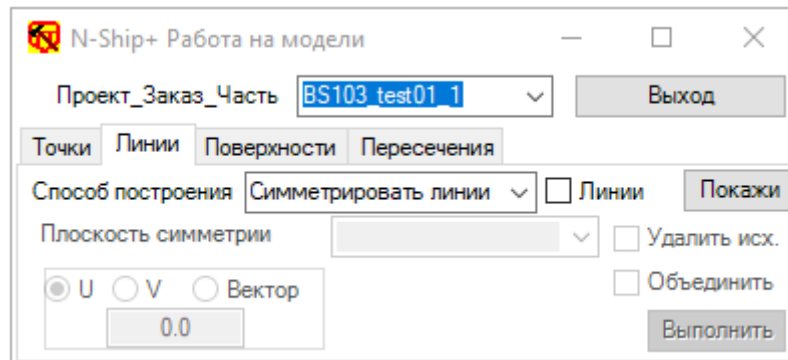 N-Ship+ Работа на модели
Проект_Заказ_Часть BS103_test01_1 Выход
Точки Линии Поверхности Пересечения
Способ построения Симметрировать линии Линии Покажи
Плоскость симметрии Удалить исх.
U V Вектор Объединить
0.0 Выполнить